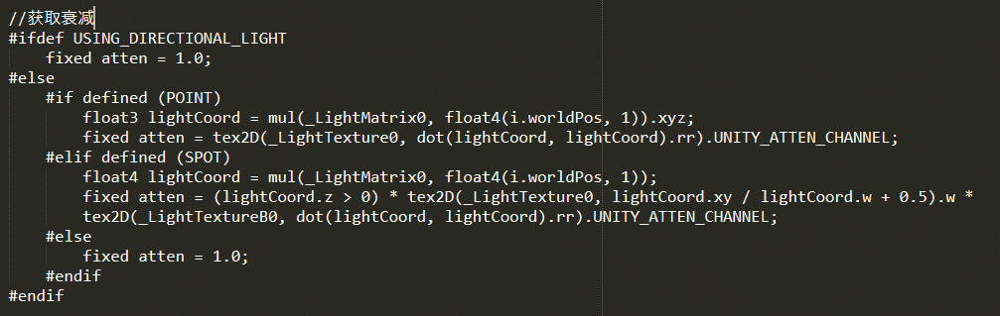 //获取衰减
#ifdef USING_DIRECTIONAL_LIGHT
    fixed atten = 1.0;
#else
    #if defined (POINT)
        float3 lightCoord = mul(_LightMatrix0, float4(i.worldPos, 1)).xyz;
        fixed atten = tex2D(_LightTexture0, dot(lightCoord, lightCoord).rr).UNITY_ATTEN_CHANNEL;
    #elif defined (SPOT)
        float4 lightCoord = mul(_LightMatrix0, float4(i.worldPos, 1));
        fixed atten = (lightCoord.z > 0) * tex2D(_LightTexture0, lightCoord.xy / lightCoord.w + 0.5).w *
        tex2D(_LightTextureB0, dot(lightCoord, lightCoord).rr).UNITY_ATTEN_CHANNEL;
    #else
        fixed atten = 1.0;
    #endif
#endif